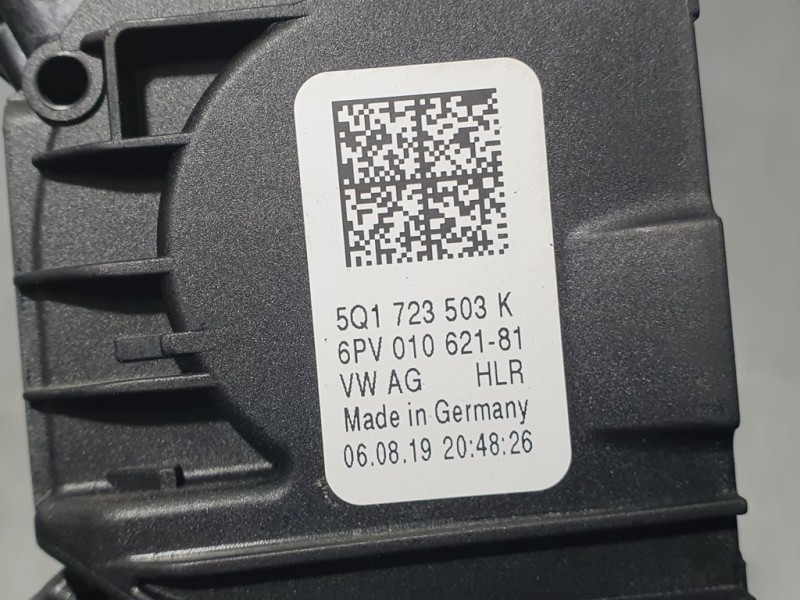 5Q1 723 503 K
6PV 010 621-81
VW AG HLR
Made in Germany
06.08.19 20:48:26